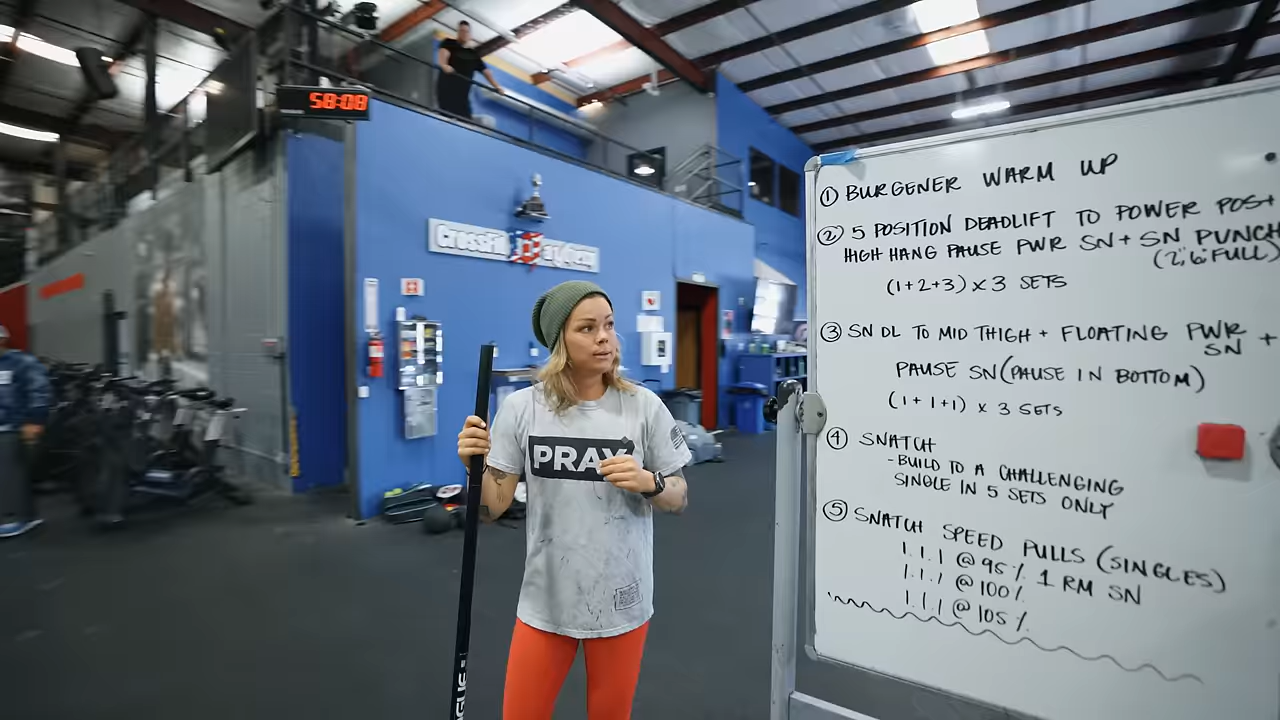 58:08
CrossFit
PRAY
① BURGENER WARM UP
② 5 POSITION DEADLIFT TO POWER POS+
HIGH HANG PAUSE PWR SN + SN PUNCH
(2", 6", FULL)
(1+2+3) x 3 SETS
③ SN DL TO MID THIGH + FLOATING PWR SN +
PAUSE SN (PAUSE IN BOTTOM)
(1+1+1) x 3 SETS
④ SNATCH
- BUILD TO A CHALLENGING
SINGLE IN 5 SETS ONLY
⑤ SNATCH SPEED PULLS (SINGLES)
1.1.1 @ 95% 1 RM SN
1.1.1 @ 100%
1.1.1 @ 105%